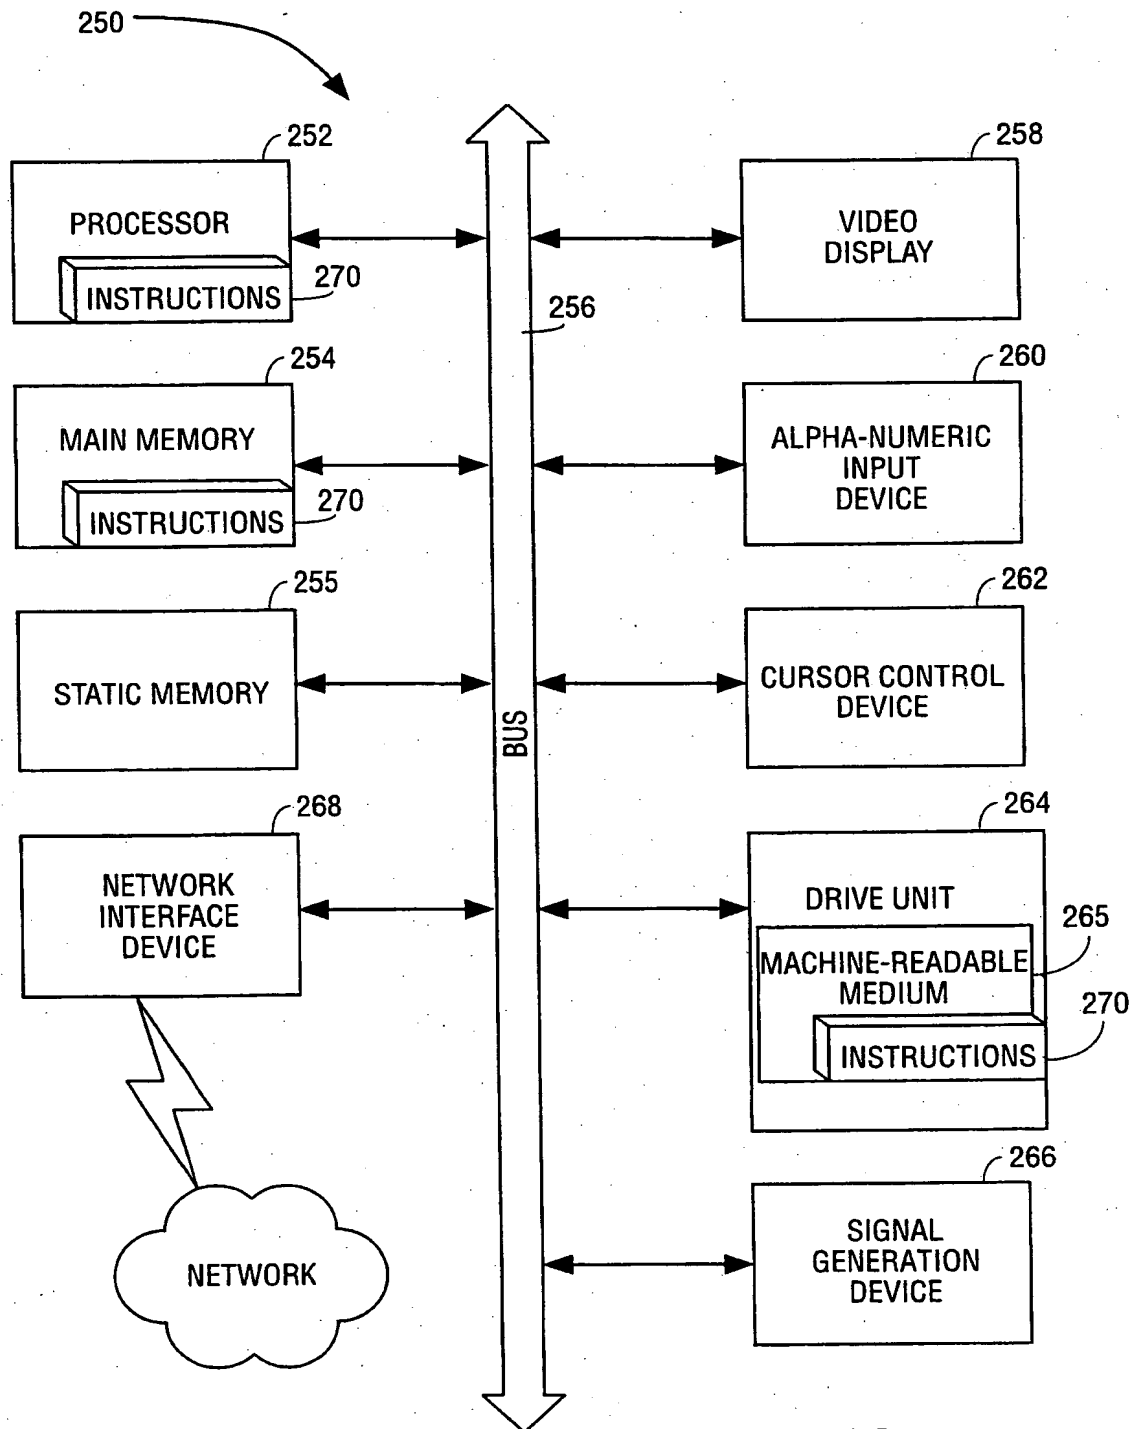 250
252
PROCESSOR
INSTRUCTIONS
270
254
MAIN MEMORY
INSTRUCTIONS
270
255
STATIC MEMORY
268
NETWORK
INTERFACE
DEVICE
NETWORK
256
BUS
258
VIDEO
DISPLAY
260
ALPHA-NUMERIC
INPUT
DEVICE
262
CURSOR CONTROL
DEVICE
264
DRIVE UNIT
265
MACHINE-READABLE
MEDIUM
270
INSTRUCTIONS
266
SIGNAL
GENERATION
DEVICE